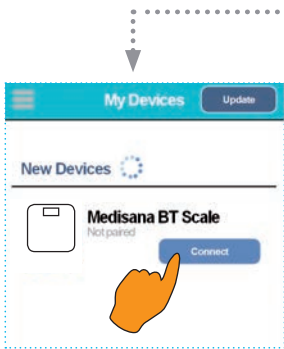 My Devices Update
New Devices
Medisana BT Scale
Not paired
Connect